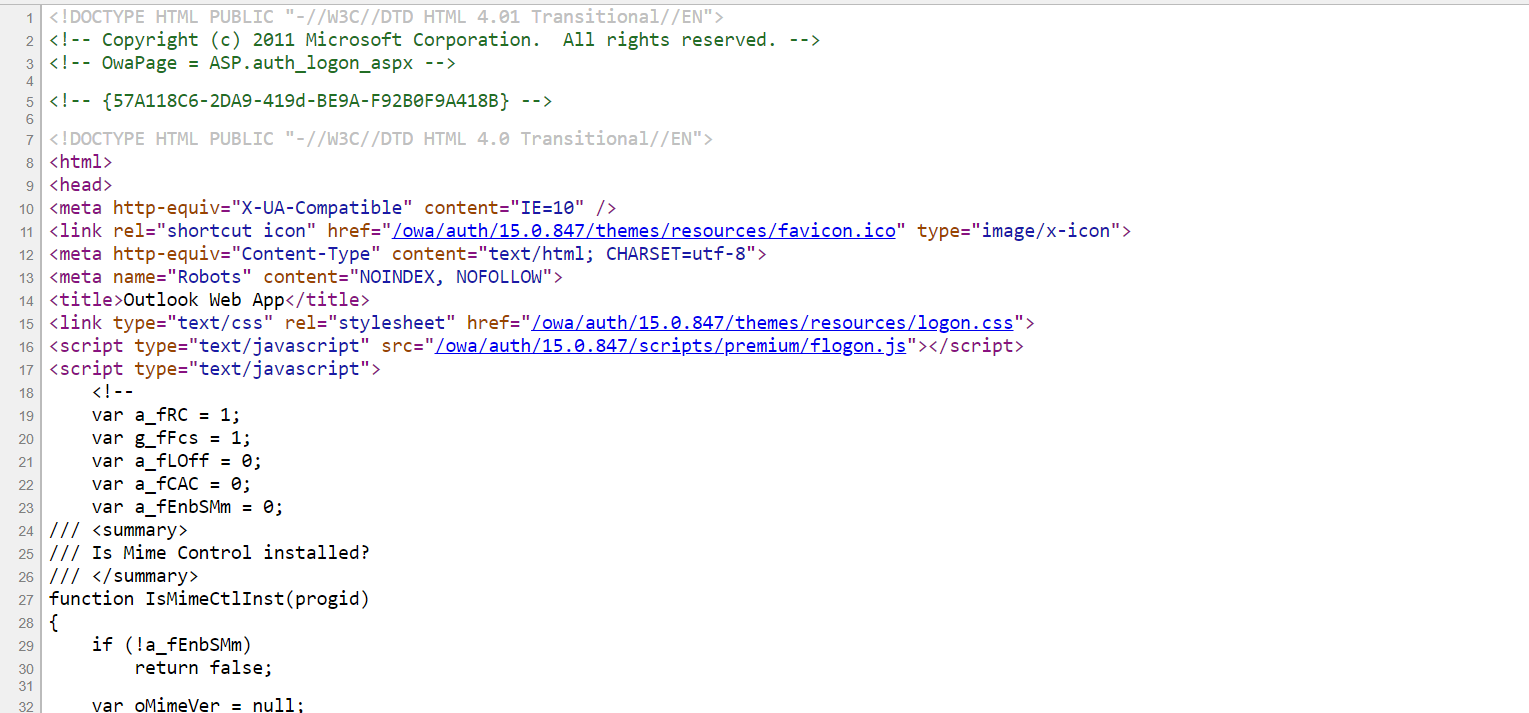 1 <!DOCTYPE HTML PUBLIC "-//W3C//DTD HTML 4.01 Transitional//EN">
2 <!-- Copyright (c) 2011 Microsoft Corporation.  All rights reserved. -->
3 <!-- OwaPage = ASP.auth_logon_aspx -->
4
5 <!-- {57A118C6-2DA9-419d-BE9A-F92B0F9A418B} -->
6
7 <!DOCTYPE HTML PUBLIC "-//W3C//DTD HTML 4.0 Transitional//EN">
8 <html>
9 <head>
10 <meta http-equiv="X-UA-Compatible" content="IE=10" />
11 <link rel="shortcut icon" href="/owa/auth/15.0.847/themes/resources/favicon.ico" type="image/x-icon">
12 <meta http-equiv="Content-Type" content="text/html; CHARSET=utf-8">
13 <meta name="Robots" content="NOINDEX, NOFOLLOW">
14 <title>Outlook Web App</title>
15 <link type="text/css" rel="stylesheet" href="/owa/auth/15.0.847/themes/resources/logon.css">
16 <script type="text/javascript" src="/owa/auth/15.0.847/scripts/premium/flogon.js"></script>
17 <script type="text/javascript">
18     <!--
19     var a_fRC = 1;
20     var g_fFcs = 1;
21     var a_fLOff = 0;
22     var a_fCAC = 0;
23     var a_fEnbSMm = 0;
24 /// <summary>
25 /// Is Mime Control installed?
26 /// </summary>
27 function IsMimeCtlInst(progid)
28 {
29     if (!a_fEnbSMm)
30         return false;
31
32     var oMimeVer = null;